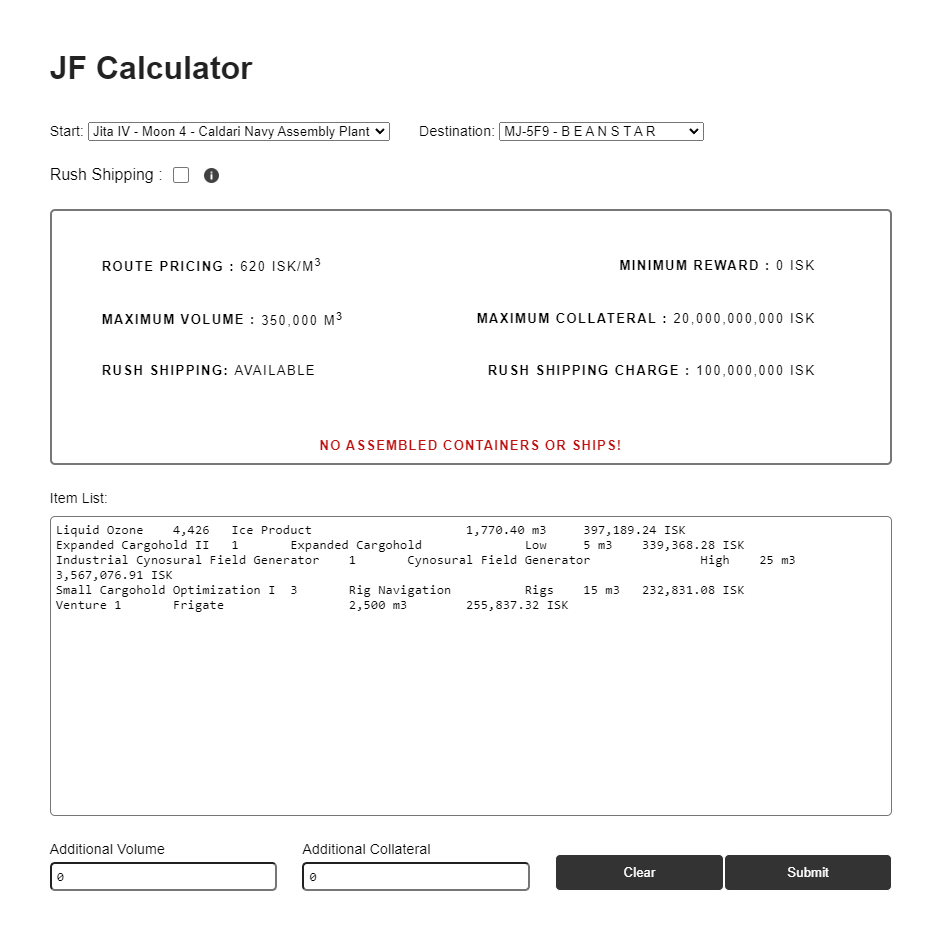 JF Calculator
Start: Jita IV - Moon 4 - Caldari Navy Assembly Plant Destination: MJ-5F9 - B E A N S T A R
Rush Shipping : i
ROUTE PRICING : 620 ISK/M³ MINIMUM REWARD : 0 ISK
MAXIMUM VOLUME : 350,000 M³ MAXIMUM COLLATERAL : 20,000,000,000 ISK
RUSH SHIPPING: AVAILABLE RUSH SHIPPING CHARGE : 100,000,000 ISK
NO ASSEMBLED CONTAINERS OR SHIPS!
Item List:
Liquid Ozone 4,426 Ice Product 1,770.40 m3 397,189.24 ISK
Expanded Cargohold II 1 Expanded Cargohold Low 5 m3 339,368.28 ISK
Industrial Cynosural Field Generator 1 Cynosural Field Generator High 25 m3
3,567,076.91 ISK
Small Cargohold Optimization I 3 Rig Navigation Rigs 15 m3 232,831.08 ISK
Venture 1 Frigate 2,500 m3 255,837.32 ISK
Additional Volume Additional Collateral
0 0 Clear Submit